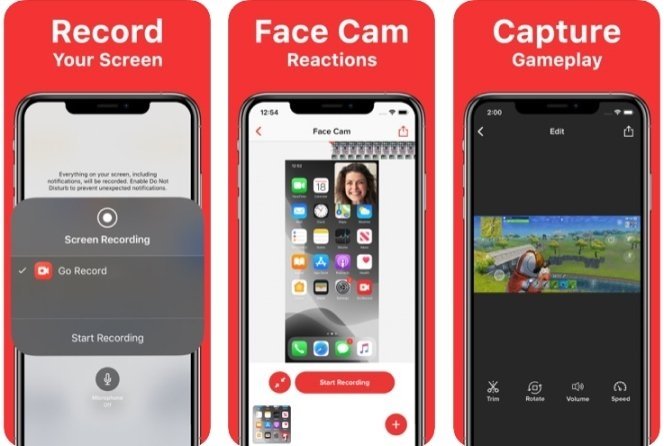 Record
Your Screen
Everything on your screen, including
notifications, will be recorded. Enable Do Not
Disturb to prevent unexpected notifications.
Screen Recording
Go Record
Start Recording
Microphone
Off
Face Cam
Reactions
12:54
Face Cam
Start Recording
Capture
Gameplay
2:00
Edit
Trim
Rotate
Volume
Speed